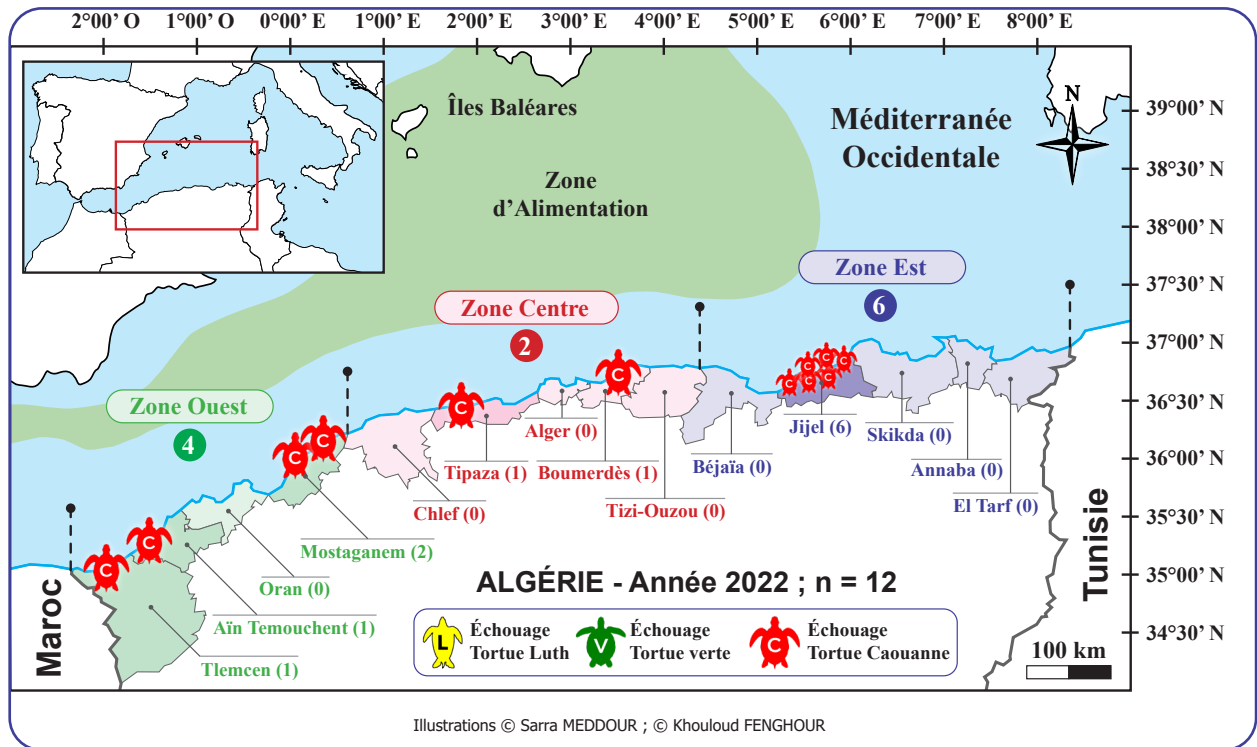 2°00' O
1°00' O
0°00' E
1°00' E
2°00' E
3°00' E
4°00' E
5°00' E
6°00' E
7°00' E
8°00' E
39°00' N
38°30' N
38°00' N
37°30' N
37°00' N
36°30' N
36°00' N
35°30' N
35°00' N
34°30' N
N
Îles Baléares
Méditerranée
Occidentale
Zone
d'Alimentation
Zone Est
6
Zone Centre
2
Zone Ouest
4
C
C
C
C
C
C
C
C
C
C
C
C
Alger (0)
Tipaza (1)
Boumerdès (1)
Chlef (0)
Tizi-Ouzou (0)
Béjaïa (0)
Jijel (6)
Skikda (0)
Annaba (0)
El Tarf (0)
Mostaganem (2)
Oran (0)
Aïn Temouchent (1)
Tlemcen (1)
Maroc
Tunisie
ALGÉRIE - Année 2022 ; n = 12
L
Échouage
Tortue Luth
V
Échouage
Tortue verte
C
Échouage
Tortue Caouanne
100 km
Illustrations © Sarra MEDDOUR ; © Khouloud FENGHOUR